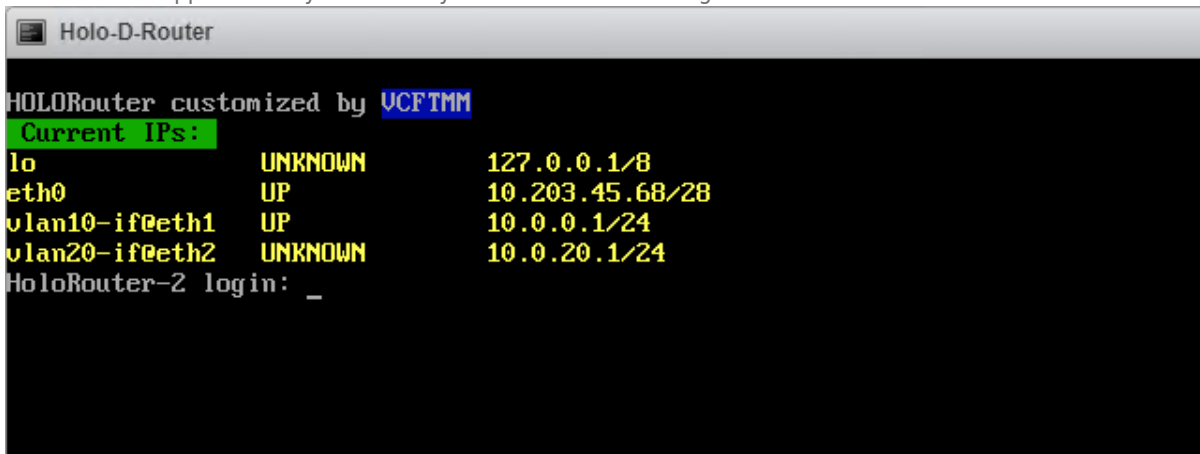 Holo-D-Router
HOLORouter customized by VCFTMM
Current IPs:
lo UNKNOWN 127.0.0.1/8
eth0 UP 10.203.45.68/28
vlan10-if@eth1 UP 10.0.0.1/24
vlan20-if@eth2 UNKNOWN 10.0.20.1/24
HoloRouter-2 login: _